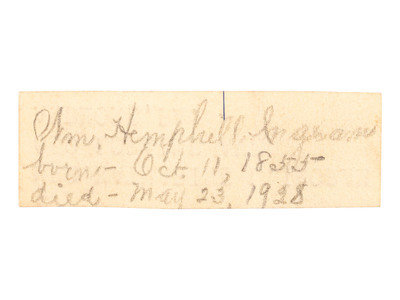 Wm. Hemphill Ingram
born - Oct. 11, 1855
died - May 23, 1928